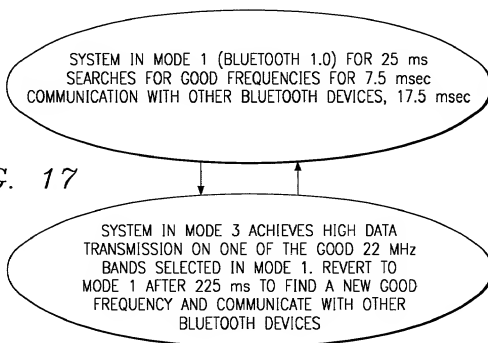 SYSTEM IN MODE 1 (BLUETOOTH 1.0) FOR 25 ms
SEARCHES FOR GOOD FREQUENCIES FOR 7.5 msec
COMMUNICATION WITH OTHER BLUETOOTH DEVICES, 17.5 msec
G. 17
SYSTEM IN MODE 3 ACHIEVES HIGH DATA
TRANSMISSION ON ONE OF THE GOOD 22 MHz
BANDS SELECTED IN MODE 1. REVERT TO
MODE 1 AFTER 225 ms TO FIND A NEW GOOD
FREQUENCY AND COMMUNICATE WITH OTHER
BLUETOOTH DEVICES